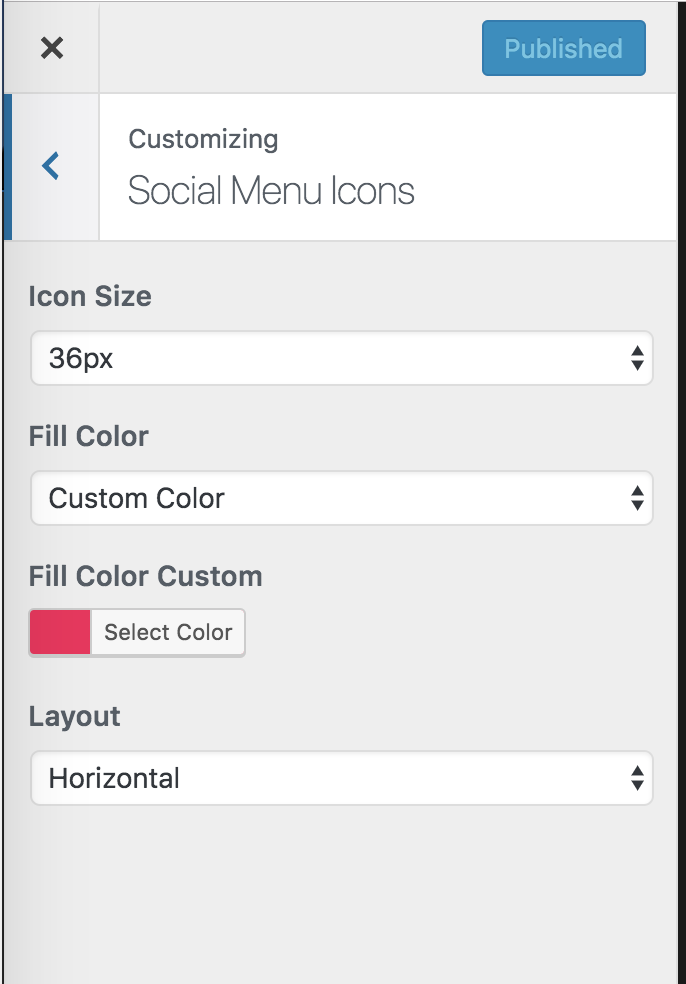 Published
Customizing
Social Menu Icons
Icon Size
36px
Fill Color
Custom Color
Fill Color Custom
Select Color
Layout
Horizontal